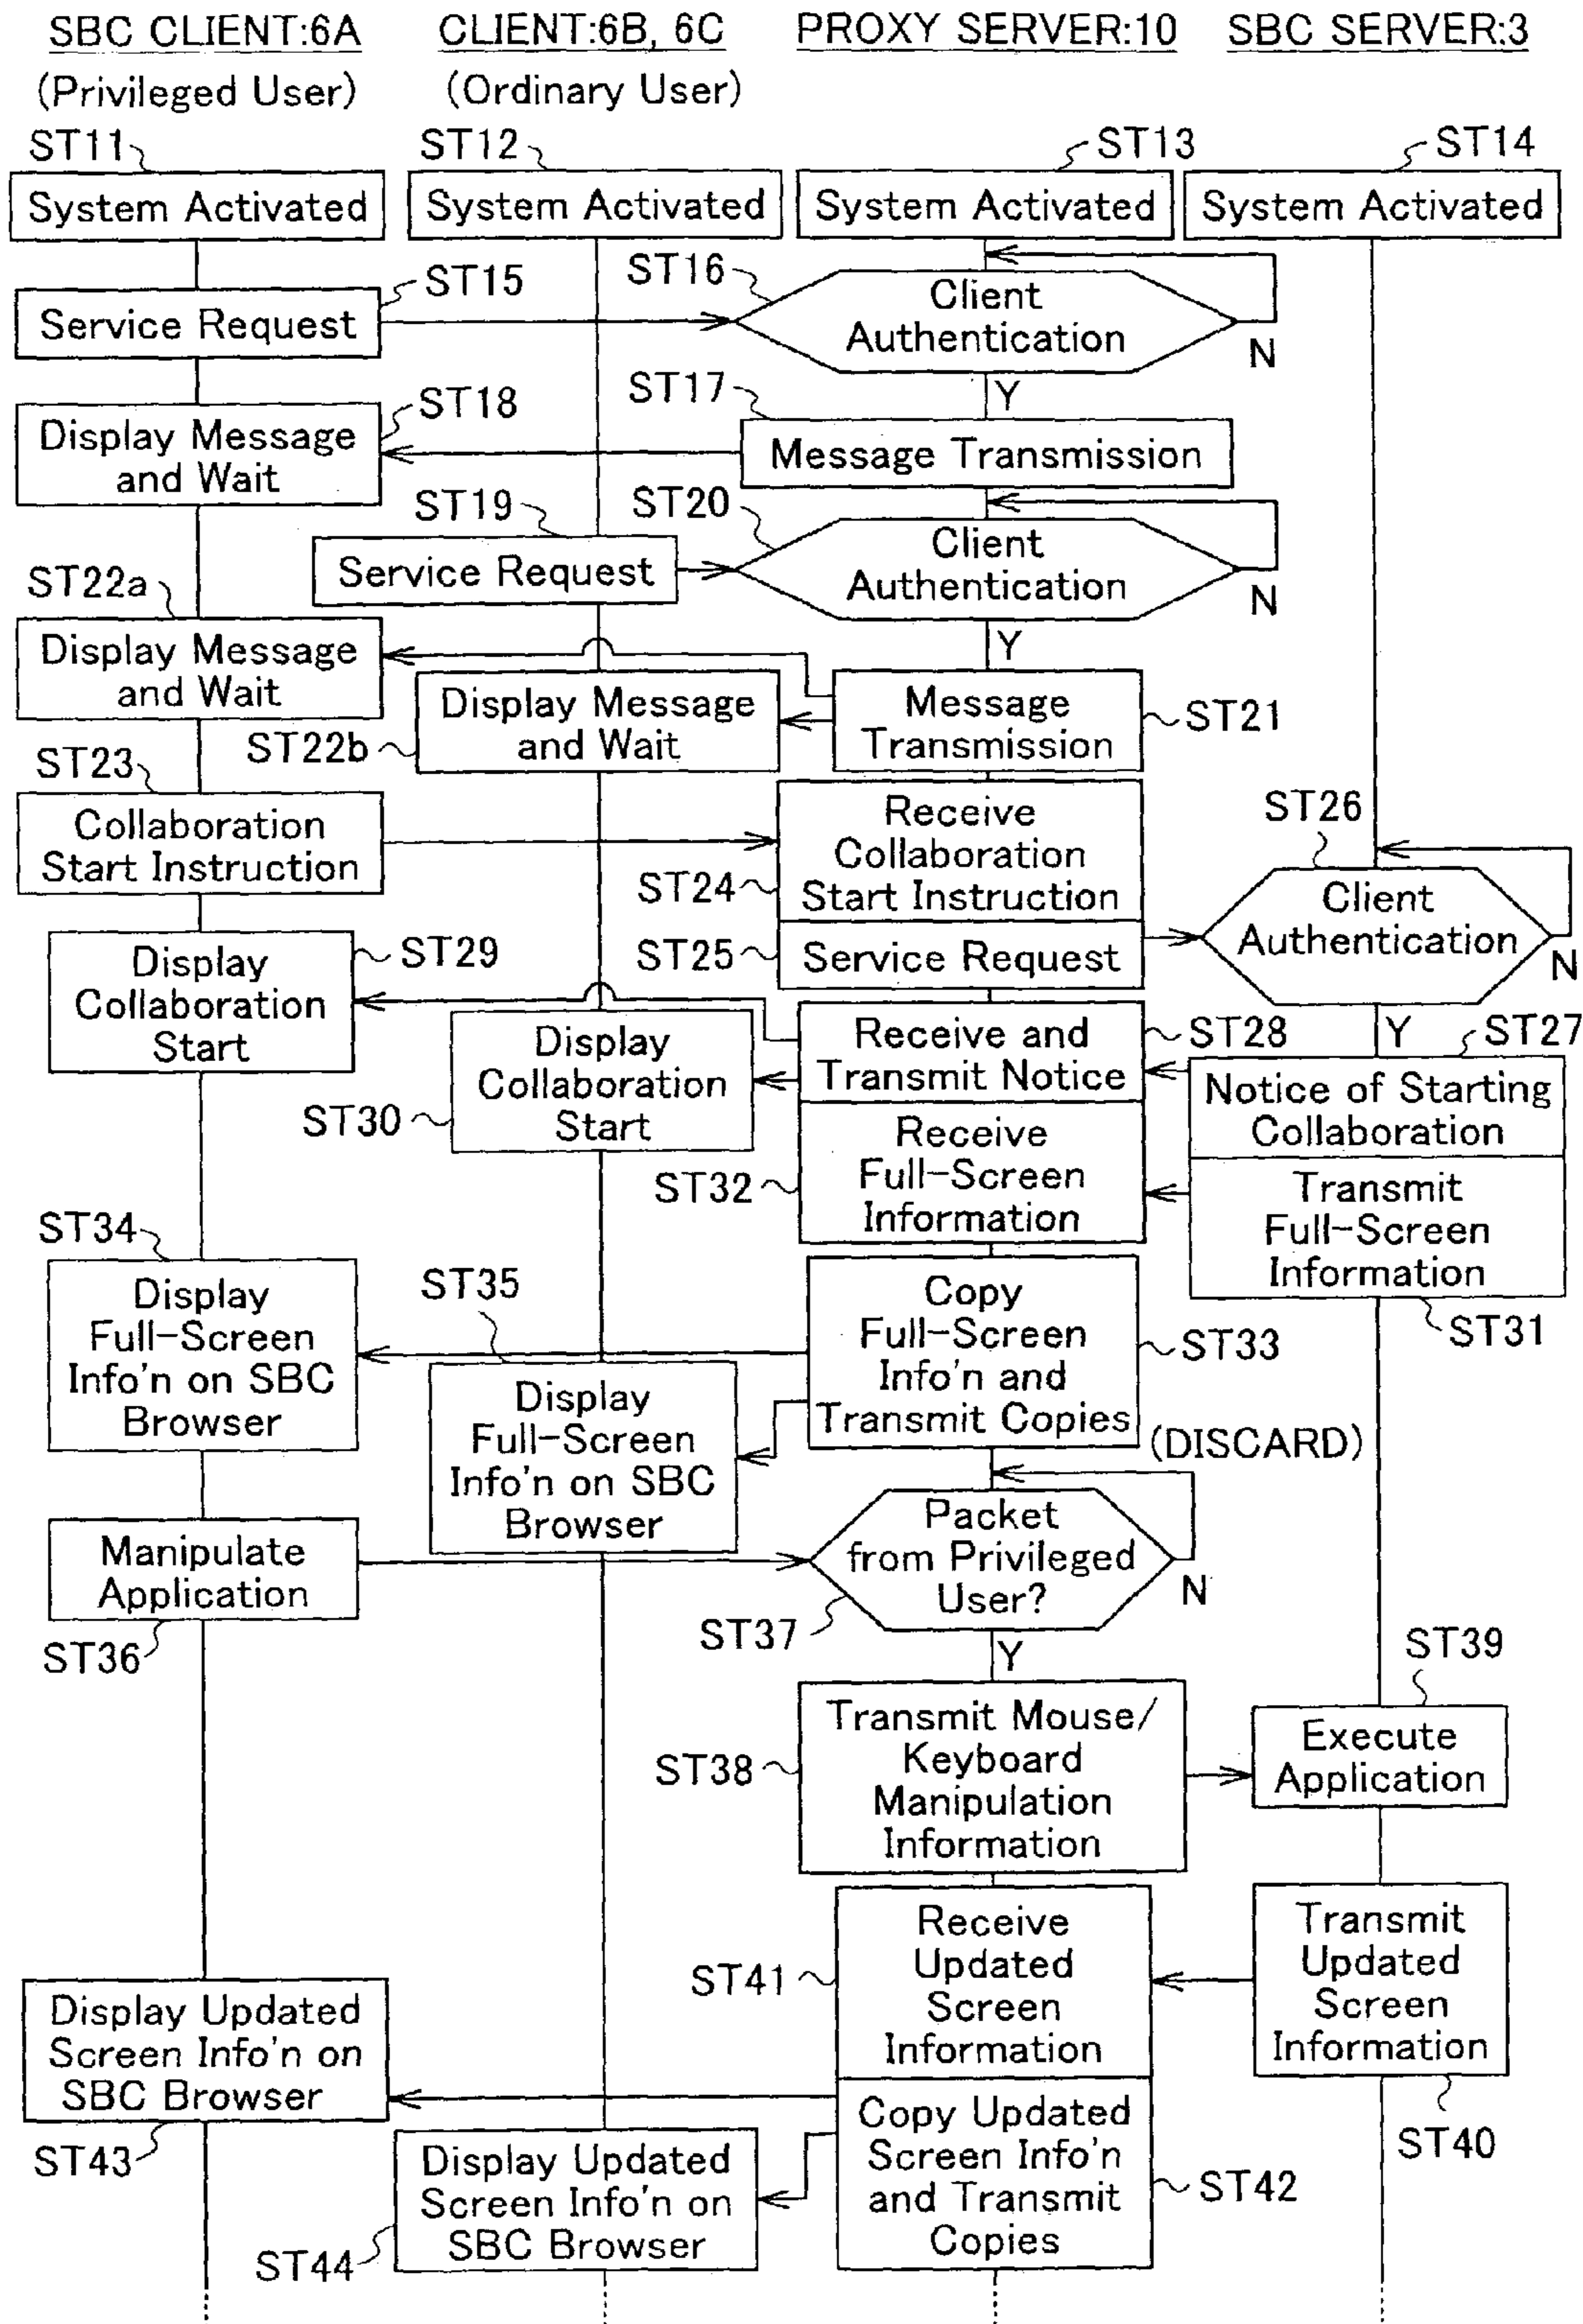 SBC CLIENT:6A
(Privileged User)
CLIENT:6B, 6C
(Ordinary User)
PROXY SERVER:10
SBC SERVER:3
ST11
System Activated
ST12
System Activated
ST13
System Activated
ST14
System Activated
ST15
Service Request
ST16
Client
Authentication
N
Y
ST17
Message Transmission
ST18
Display Message
and Wait
ST19
Service Request
ST20
Client
Authentication
N
Y
ST22a
Display Message
and Wait
ST22b
Display Message
and Wait
Message
Transmission
ST21
ST23
Collaboration
Start Instruction
Receive
Collaboration
Start Instruction
ST24
ST25
Service Request
ST26
Client
Authentication
N
Y
ST27
Notice of Starting
Collaboration
ST28
Receive and
Transmit Notice
ST29
Display
Collaboration
Start
ST30
Display
Collaboration
Start
Transmit
Full-Screen
Information
ST31
ST32
Receive
Full-Screen
Information
ST33
Copy
Full-Screen
Info'n and
Transmit Copies
ST34
Display
Full-Screen
Info'n on SBC
Browser
ST35
Display
Full-Screen
Info'n on SBC
Browser
(DISCARD)
Manipulate
Application
ST36
Packet
from Privileged
User?
ST37
N
Y
ST38
Transmit Mouse/
Keyboard
Manipulation
Information
ST39
Execute
Application
Transmit
Updated
Screen
Information
ST40
ST41
Receive
Updated
Screen
Information
Copy Updated
Screen Info'n
and Transmit
Copies
ST42
Display Updated
Screen Info'n on
SBC Browser
ST43
Display Updated
Screen Info'n on
SBC Browser
ST44